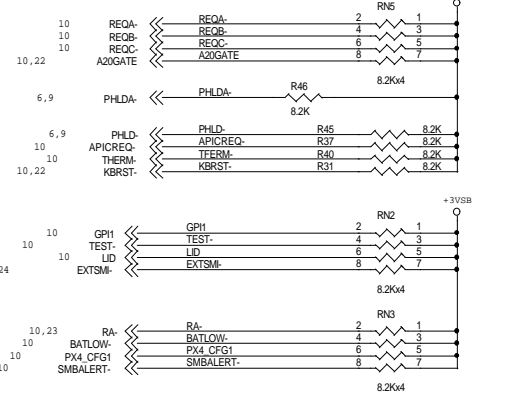 RN5
10 REQA- REQA- 2 1
10 REQB- REQB- 4 3
10 REQC- REQC- 6 5
10,22 A20GATE A20GATE 8 7
8.2Kx4
6,9 PHLDA- PHLDA- R46
8.2K
6,9 PHLD- PHLD- R45 8.2K
10 APICREQ- APICREQ- R37 8.2K
10 THERM- TFERM- R40 8.2K
10,22 KBRST- KBRST- R31 8.2K
+3VSB
RN2
10 GPI1 GPI1 2 1
10 TEST- TEST- 4 3
10 LID LID 6 5
24 EXTSMI- EXTSMI- 8 7
8.2Kx4
RN3
10,23 RA- RA- 2 1
10 BATLOW- BATLOW- 4 3
10 PX4_CFG1 PX4_CFG1 6 5
10 SMBALERT- SMBALERT- 8 7
8.2Kx4